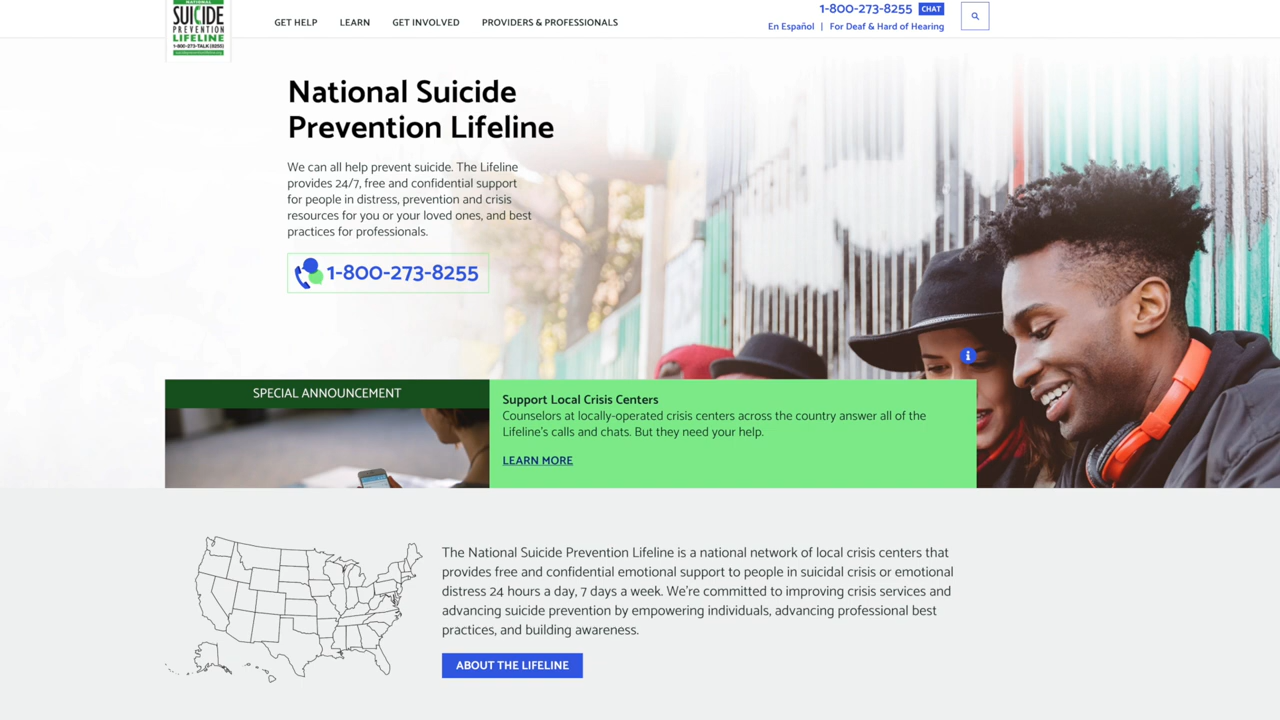 NATIONAL
SUICIDE
PREVENTION
LIFELINE
1-800-273-TALK (8255)
suicidepreventionlifeline.org
GET HELP
LEARN
GET INVOLVED
PROVIDERS & PROFESSIONALS
1-800-273-8255 CHAT
En Español | For Deaf & Hard of Hearing
National Suicide
Prevention Lifeline
We can all help prevent suicide. The Lifeline
provides 24/7, free and confidential support
for people in distress, prevention and crisis
resources for you or your loved ones, and best
practices for professionals.
1-800-273-8255
SPECIAL ANNOUNCEMENT
Support Local Crisis Centers
Counselors at locally-operated crisis centers across the country answer all of the
Lifeline's calls and chats. But they need your help.
LEARN MORE
The National Suicide Prevention Lifeline is a national network of local crisis centers that
provides free and confidential emotional support to people in suicidal crisis or emotional
distress 24 hours a day, 7 days a week. We're committed to improving crisis services and
advancing suicide prevention by empowering individuals, advancing professional best
practices, and building awareness.
ABOUT THE LIFELINE